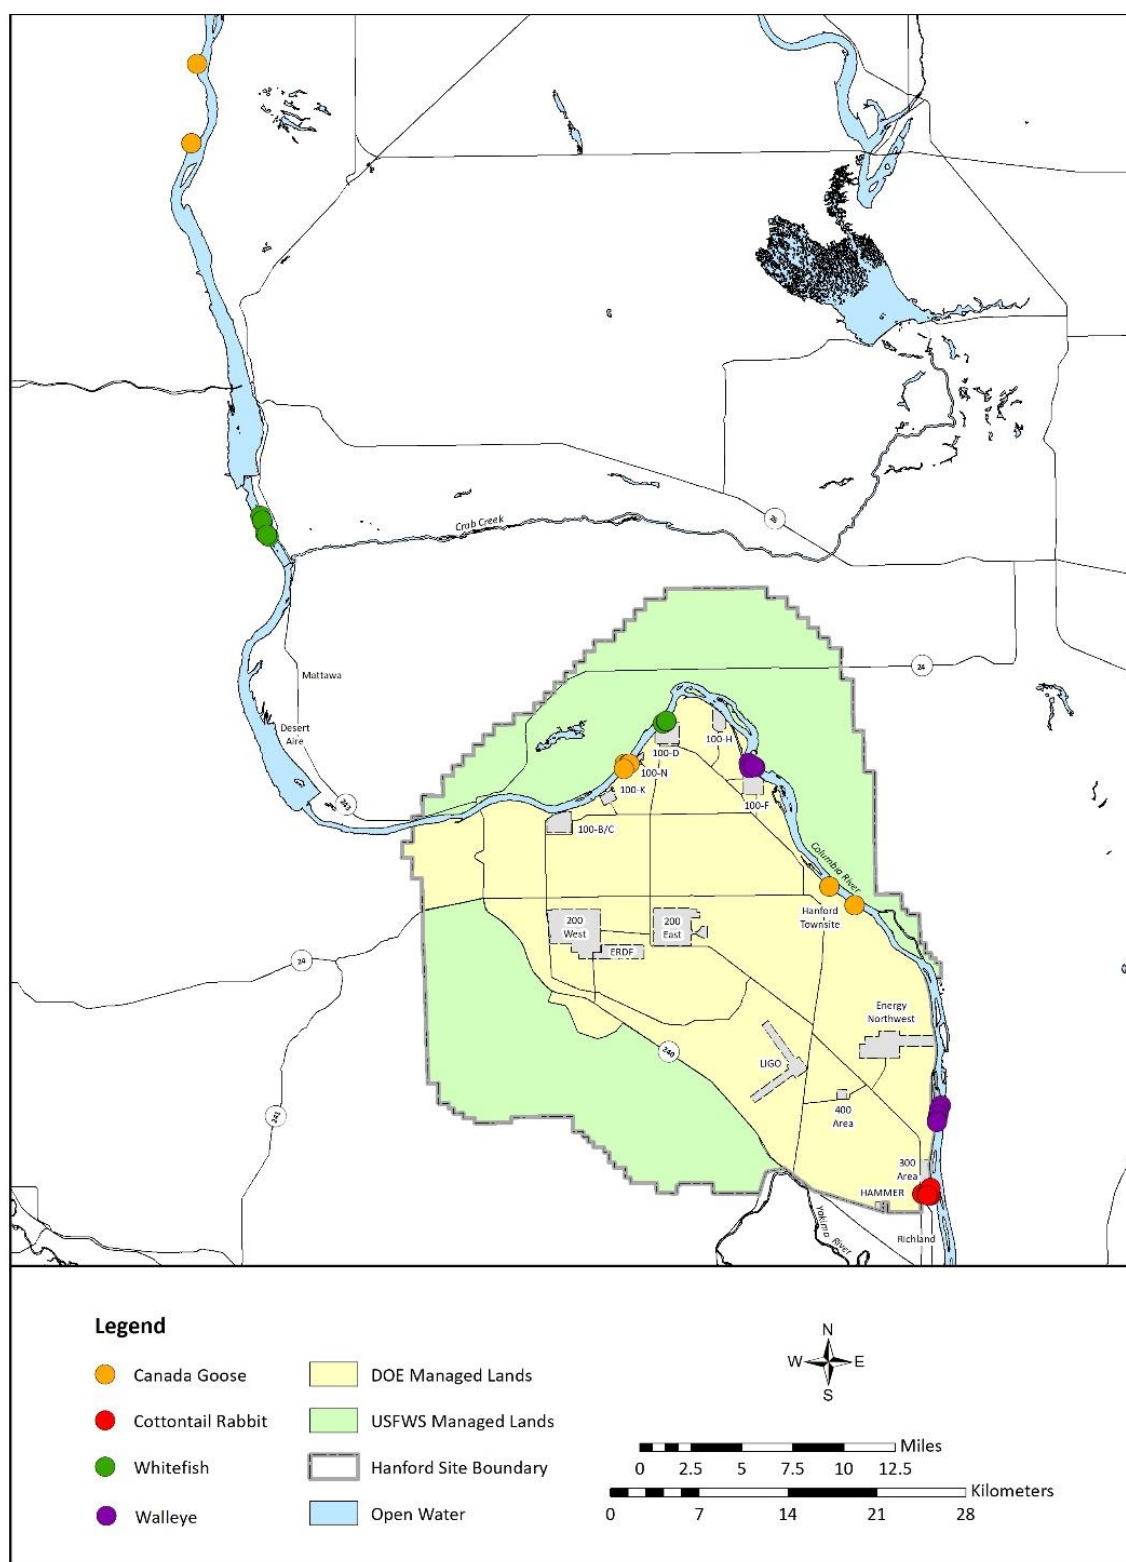 Crab Creek
26
Mattawa
24
Desert
Aire
100-H
100-D
100-N
100-K
100-F
243
100-B/C
Columbia River
Hanford
Townsite
200
West
200
East
ERDF
24
Energy
Northwest
240
LIGO
400
Area
241
300
Area
HAMMER
Yakima River
Richland
Legend
Canada Goose
Cottontail Rabbit
Whitefish
Walleye
DOE Managed Lands
USFWS Managed Lands
Hanford Site Boundary
Open Water
N
W E
S
Miles
0 2.5 5 7.5 10 12.5
Kilometers
0 7 14 21 28